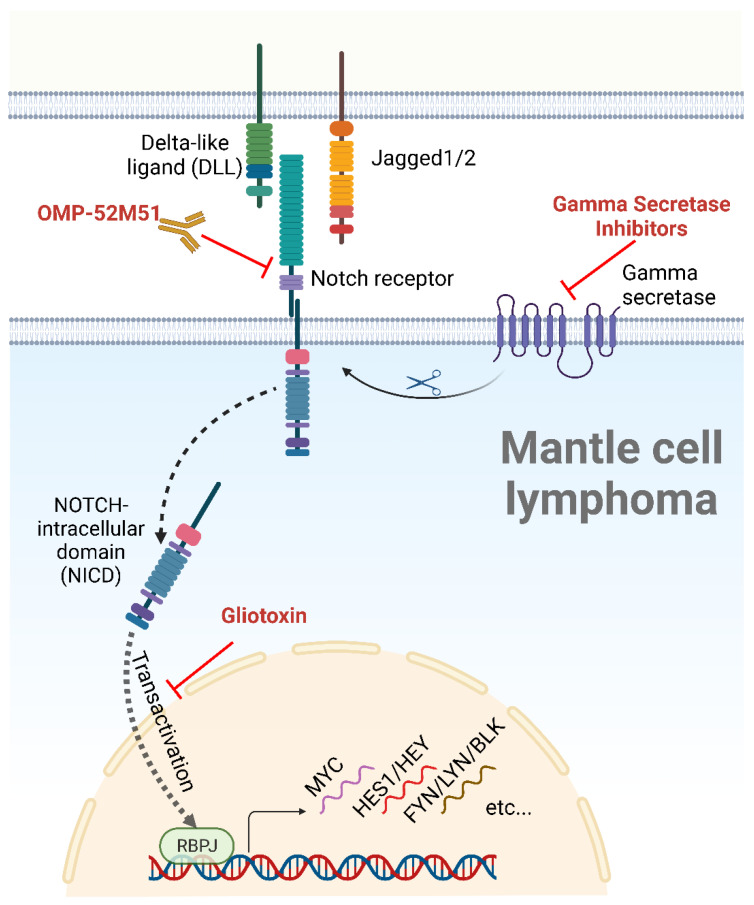 Delta-like
ligand (DLL)
Jagged1/2
OMP-52M51
Gamma Secretase
Inhibitors
Notch receptor
Gamma
secretase
Mantle cell
lymphoma
NOTCH-
intracellular
domain
(NICD)
Gliotoxin
Transactivation
MYC
HES1/HEY
FYN/LYN/BLK
etc...
RBPJ